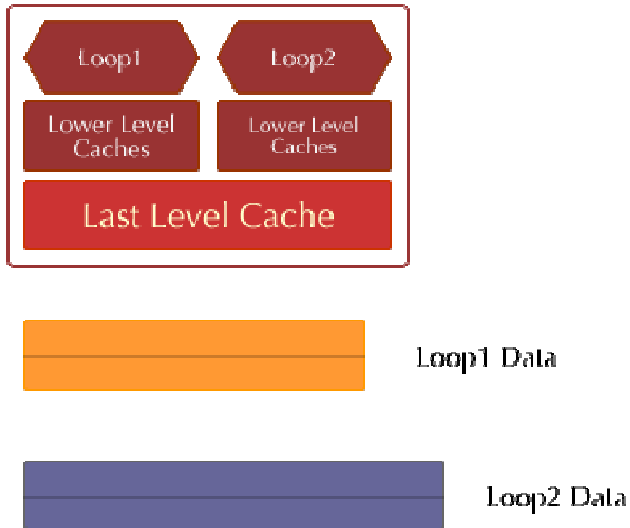 Loop1
Loop2
Lower Level
Caches
Lower Level
Caches
Last Level Cache
Loop1 Data
Loop2 Data